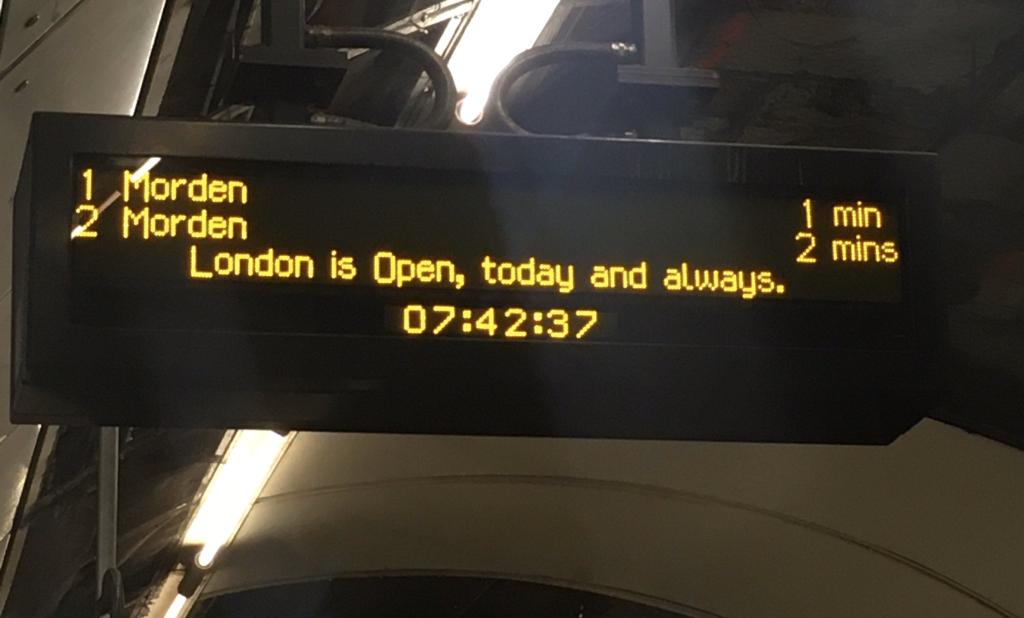 1 Morden 1 min
2 Morden 2 mins
London is Open, today and always.
07:42:37